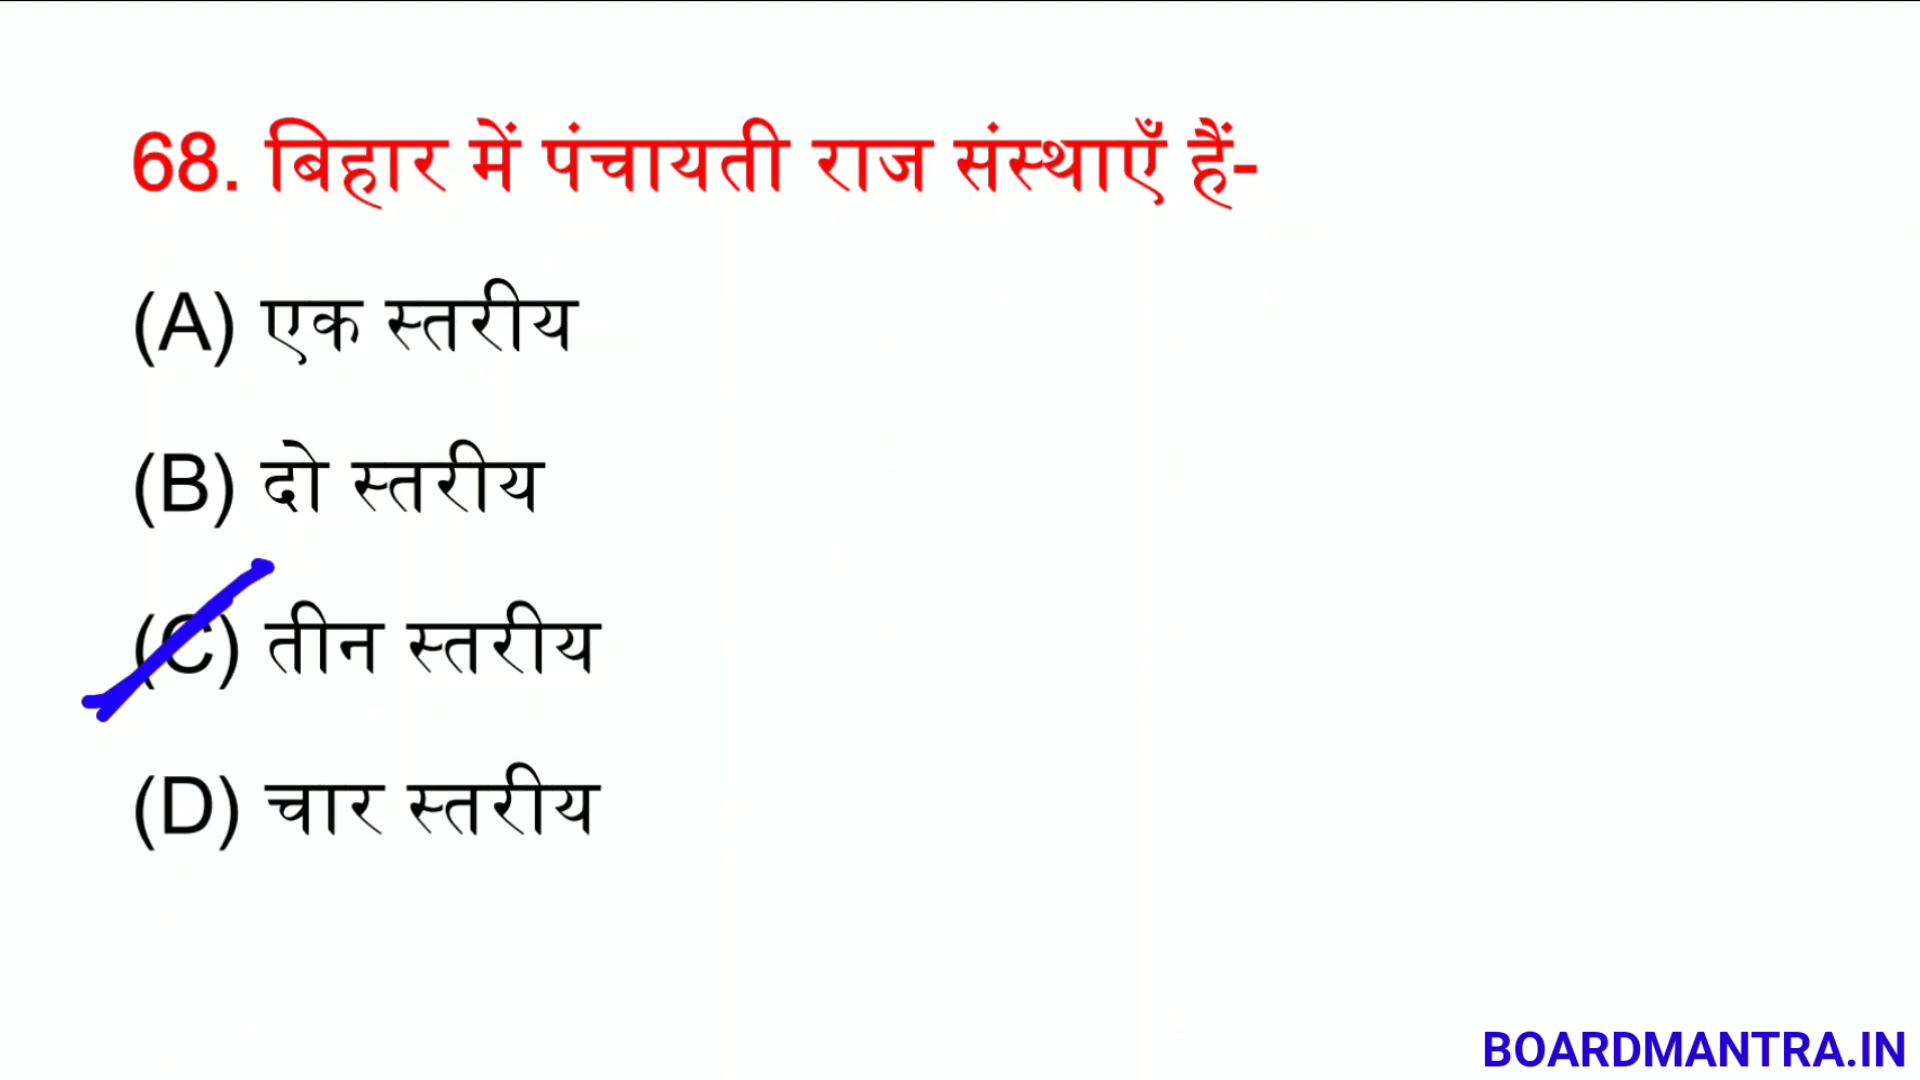 68. बिहार में पंचायती राज संस्थाएँ हैं-
(A) एक स्तरीय
(B) दो स्तरीय
(C) तीन स्तरीय
(D) चार स्तरीय
BOARDMANTRA.IN